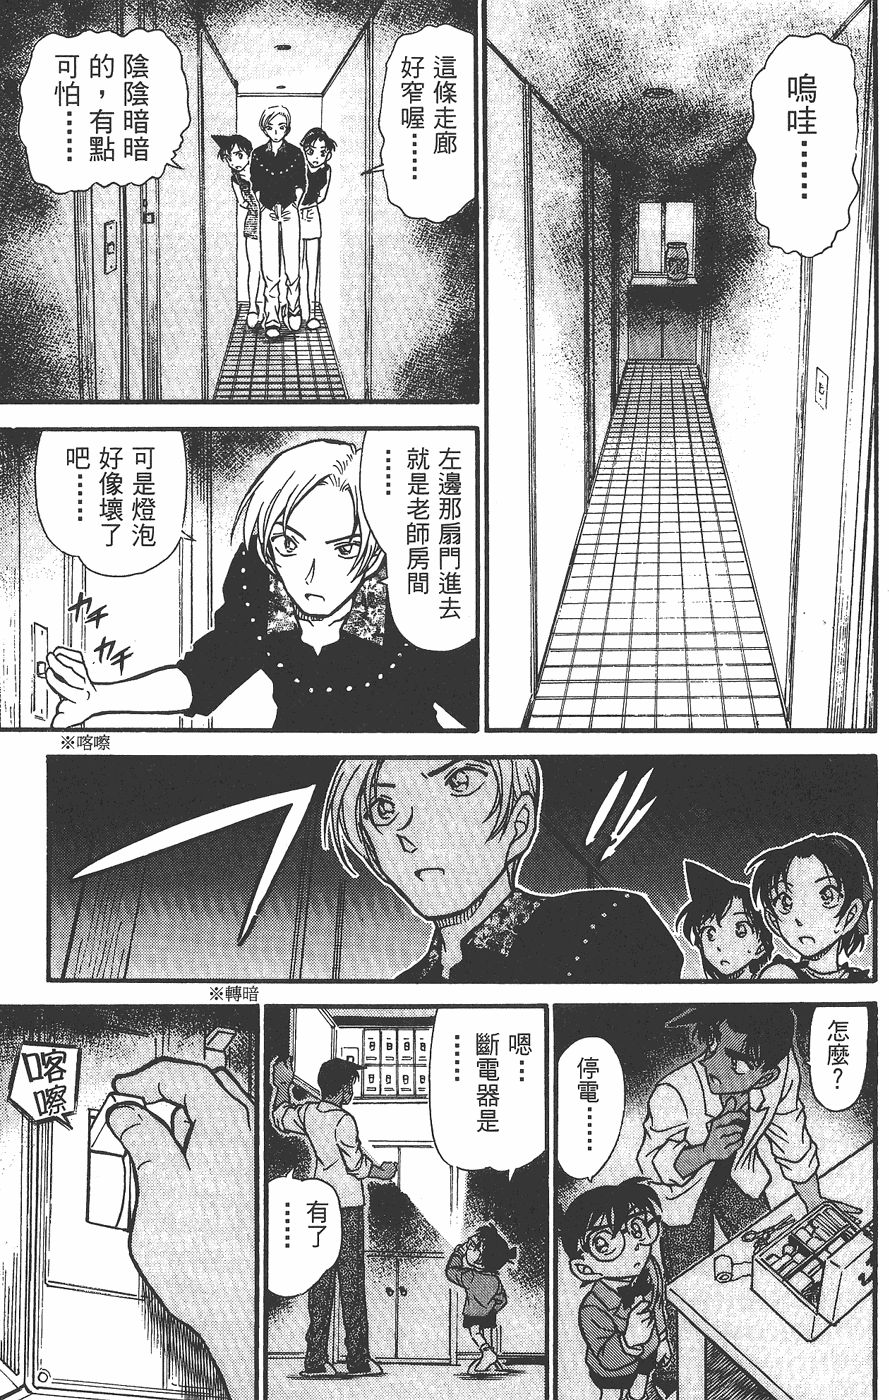 嗚哇……
這條走廊
好窄喔……
陰陰暗暗
的，有點
可怕……
左邊那扇門進去
就是老師房間
……
可是燈泡
好像壞了
吧……
カチ
カチ
※喀嚓
※轉暗
怎麼?
停電……
嗯…
斷電器是
……
有了
……
喀嚓